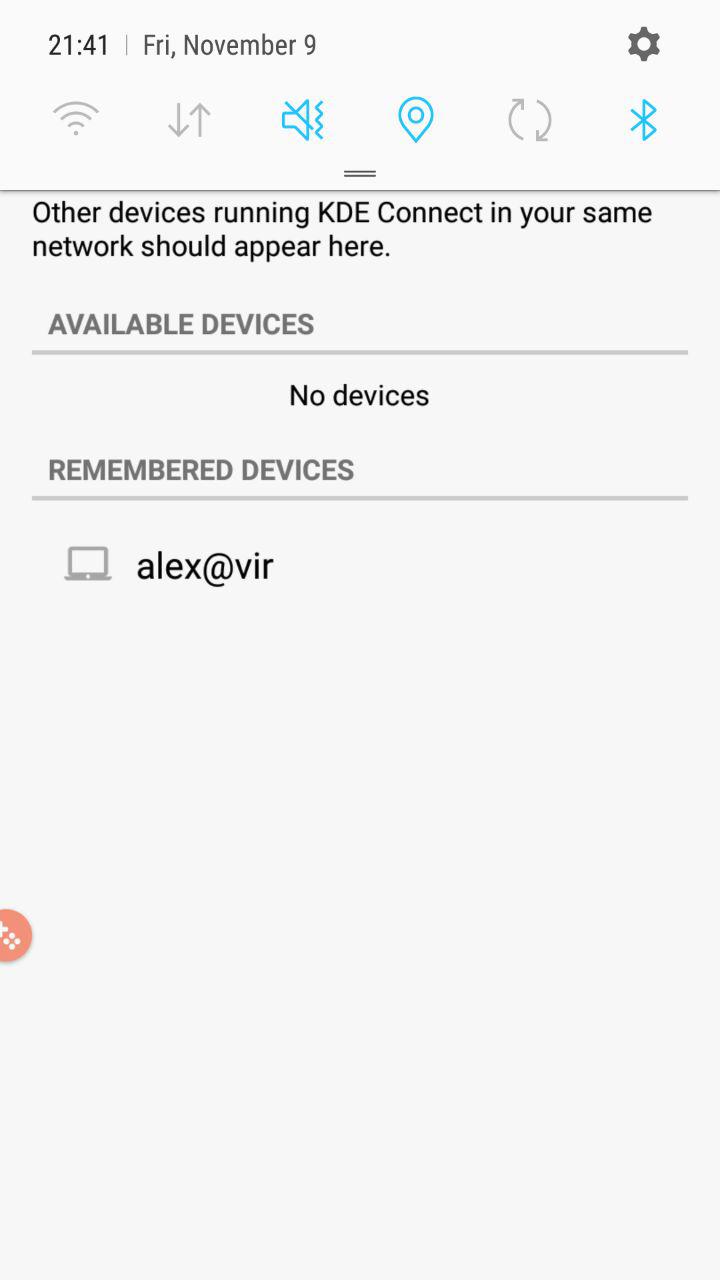 21:41 | Fri, November 9
Other devices running KDE Connect in your same
network should appear here.
AVAILABLE DEVICES
No devices
REMEMBERED DEVICES
alex@vir